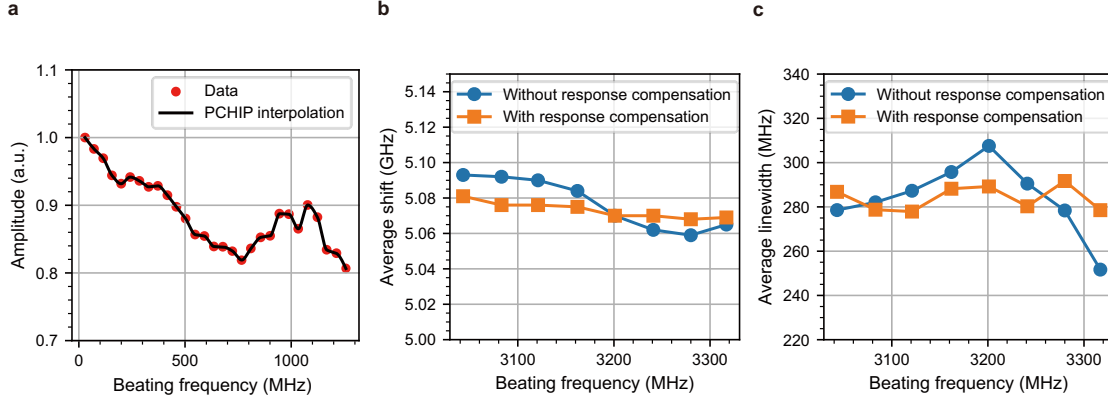 a
1.1
1.0
0.9
0.8
0.7
Amplitude (a.u.)
Data
PCHIP interpolation
0
500
1000
Beating frequency (MHz)
b
5.14
5.12
5.10
5.08
5.06
5.04
5.02
5.00
Average shift (GHz)
Without response compensation
With response compensation
3100
3200
3300
Beating frequency (MHz)
c
340
320
300
280
260
240
220
Average linewidth (MHz)
Without response compensation
With response compensation
3100
3200
3300
Beating frequency (MHz)